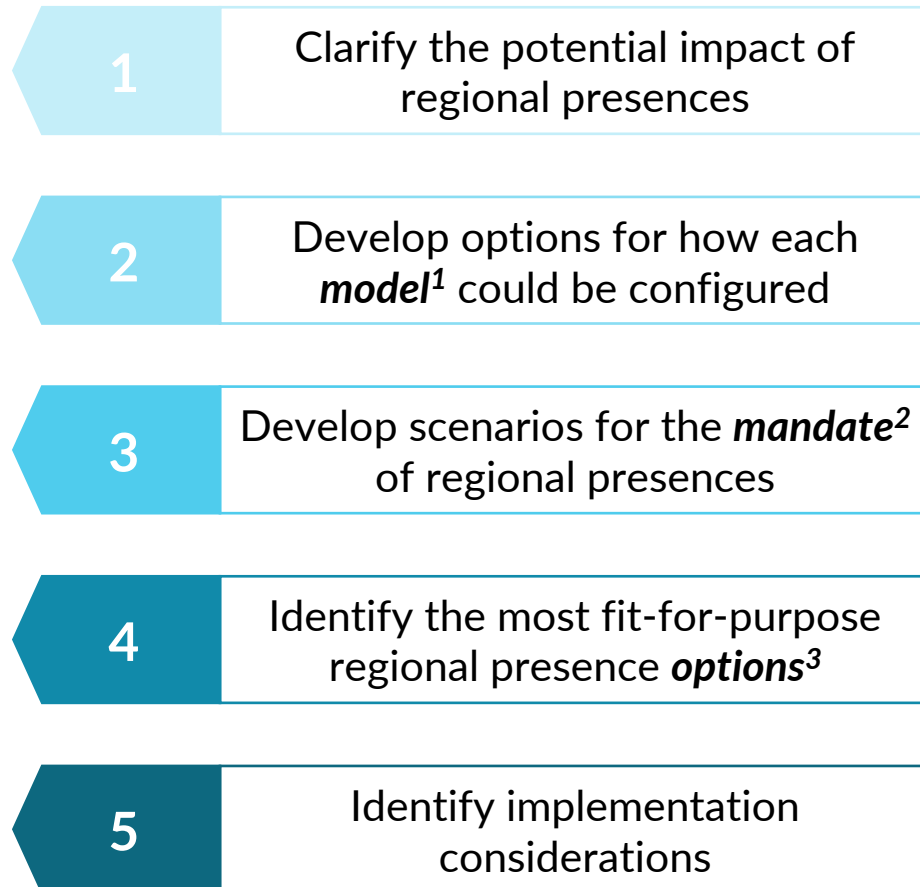 1
Clarify the potential impact of
regional presences
2
Develop options for how each
model¹ could be configured
3
Develop scenarios for the mandate²
of regional presences
4
Identify the most fit-for-purpose
regional presence options³
5
Identify implementation
considerations